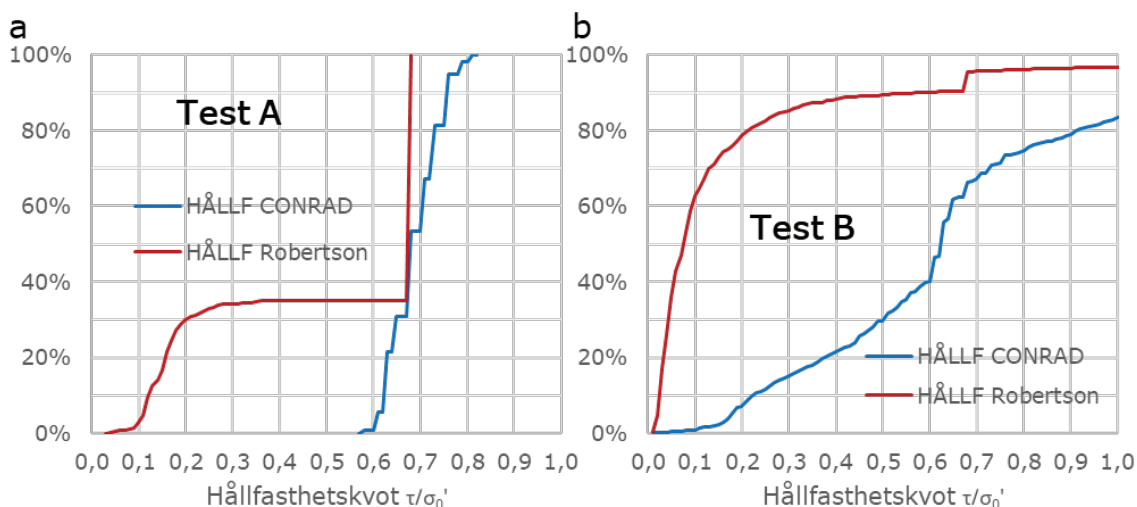 a
100%
80%
60%
40%
20%
0%
Test A
HÅLLF CONRAD
HÅLLF Robertson
0,0 0,1 0,2 0,3 0,4 0,5 0,6 0,7 0,8 0,9 1,0
Hållfasthetskvot τ/σ₀'
b
100%
80%
60%
40%
20%
0%
Test B
HÅLLF CONRAD
HÅLLF Robertson
0,0 0,1 0,2 0,3 0,4 0,5 0,6 0,7 0,8 0,9 1,0
Hållfasthetskvot τ/σ₀'